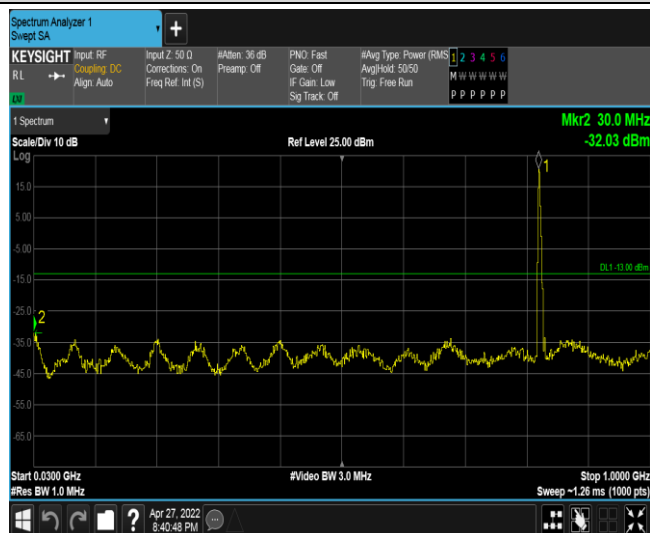 Spectrum Analyzer 1
Swept SA
+
KEYSIGHT
RL
Input: RF
Coupling: DC
Align: Auto
Input Z: 50 Ω
Corrections: On
Freq Ref: Int (S)
#Atten: 36 dB
Preamp: Off
PNO: Fast
Gate: Off
IF Gain: Low
Sig Track: Off
#Avg Type: Power (RMS
Avg|Hold: 50/50
Trig: Free Run
1 2 3 4 5 6
M W W W W W
P P P P P P
1 Spectrum
Mkr2 30.0 MHz
-32.03 dBm
Scale/Div 10 dB
Ref Level 25.00 dBm
Log
1
15.0
5.00
-5.00
DL1 -13.00 dBm
-15.0
-25.0
2
-35.0
-45.0
-55.0
-65.0
Start 0.0300 GHz
#Video BW 3.0 MHz
Stop 1.0000 GHz
#Res BW 1.0 MHz
Sweep ~1.26 ms (1000 pts)
?
Apr 27, 2022
8:40:48 PM